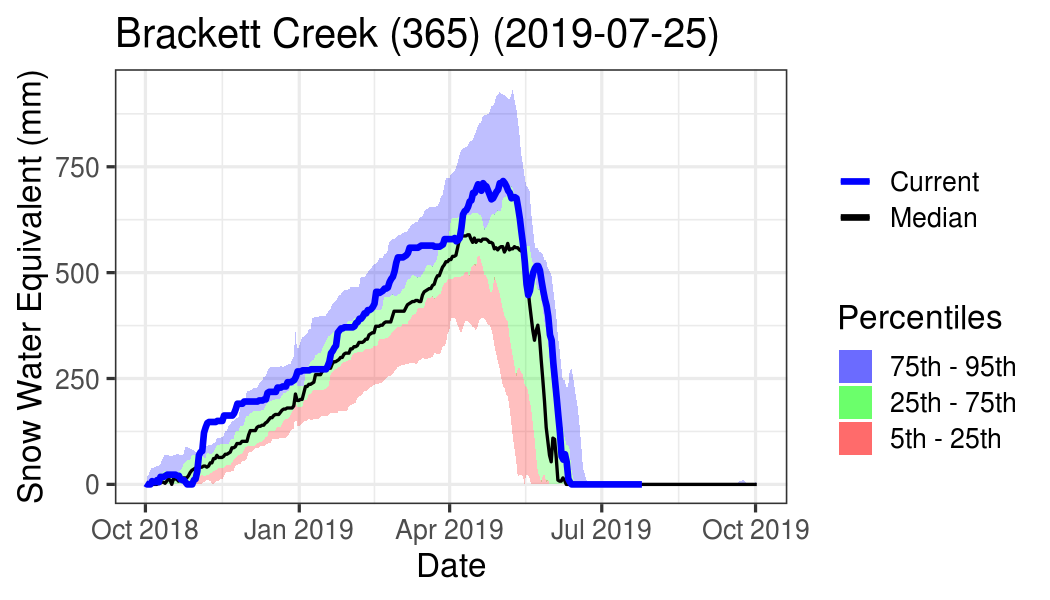 Brackett Creek (365) (2019-07-25)
Snow Water Equivalent (mm)
750
500
250
0
Oct 2018
Jan 2019
Apr 2019
Jul 2019
Oct 2019
Date
Current
Median
Percentiles
75th - 95th
25th - 75th
5th - 25th